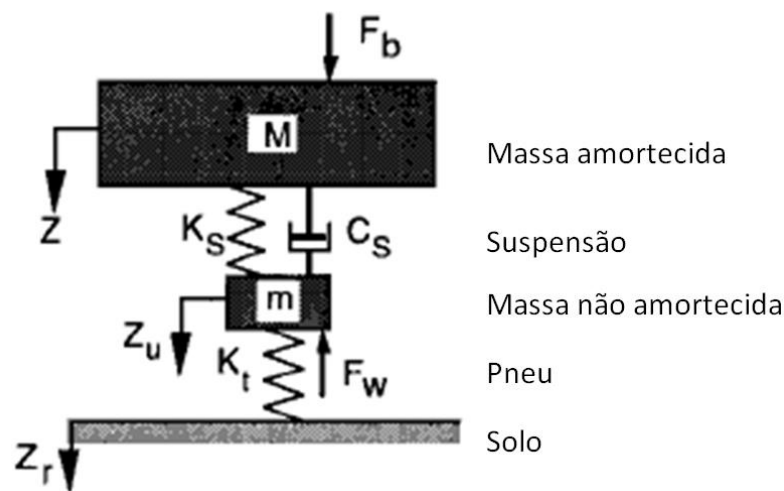 F_b
M
Massa amortecida
Z
K_S
C_S
Suspensão
m
Massa não amortecida
Z_u
K_t
F_w
Pneu
Solo
Z_r